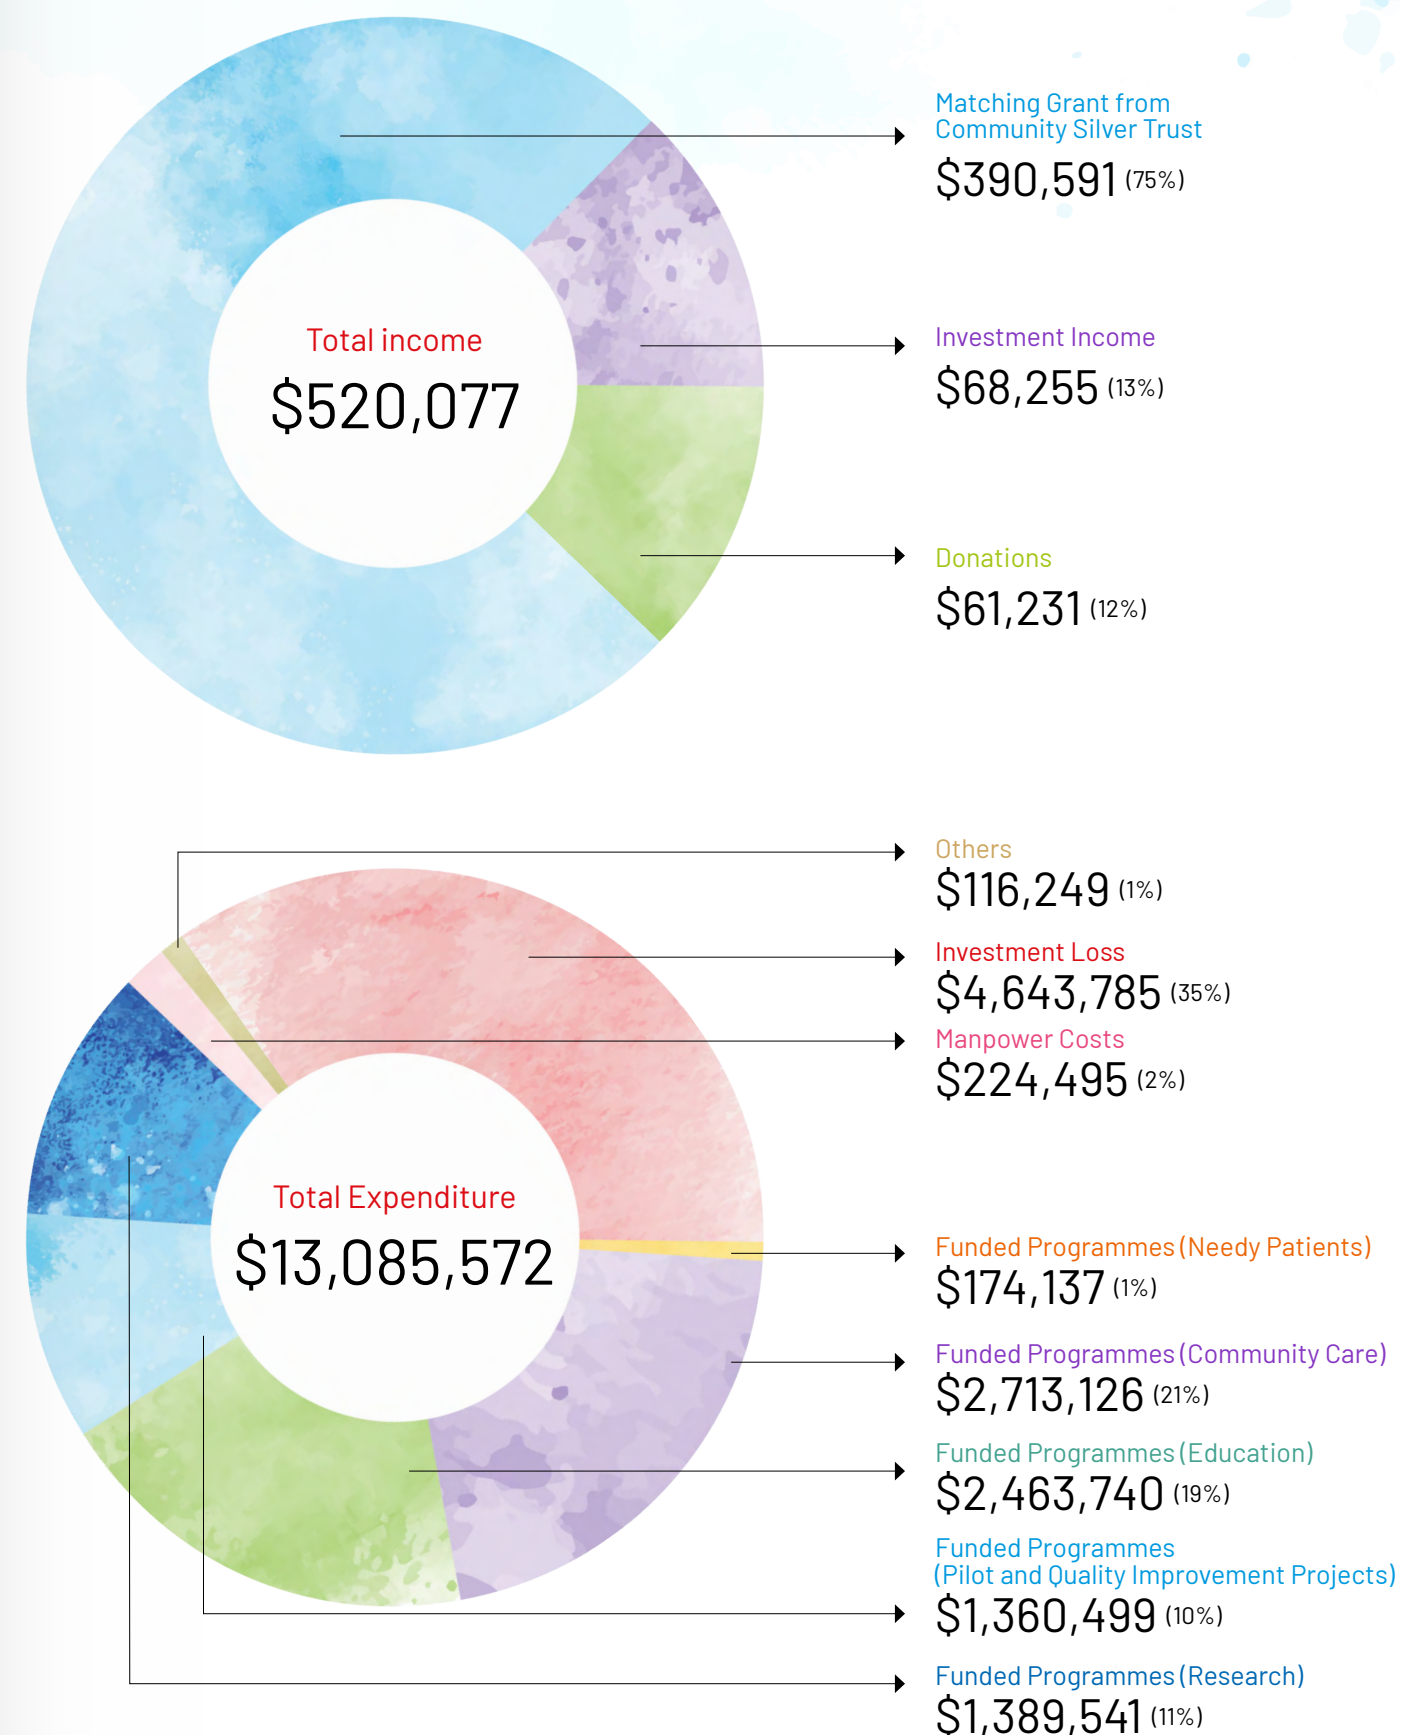 Matching Grant from
Community Silver Trust
$390,591 (75%)
Total income
$520,077
Investment Income
$68,255 (13%)
Donations
$61,231 (12%)
Others
$116,249 (1%)
Investment Loss
$4,643,785 (35%)
Manpower Costs
$224,495 (2%)
Total Expenditure
$13,085,572
Funded Programmes (Needy Patients)
$174,137 (1%)
Funded Programmes (Community Care)
$2,713,126 (21%)
Funded Programmes (Education)
$2,463,740 (19%)
Funded Programmes
(Pilot and Quality Improvement Projects)
$1,360,499 (10%)
Funded Programmes (Research)
$1,389,541 (11%)